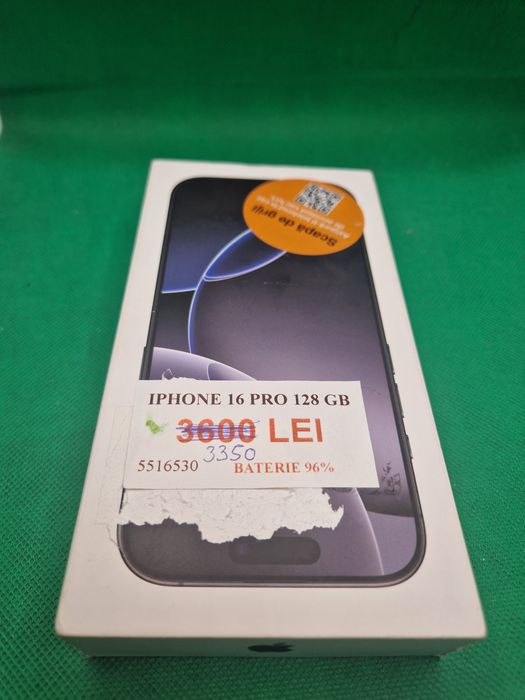 Scapă de griji
IPHONE 16 PRO 128 GB
3600 LEI
3350
5516530
BATERIE 96%